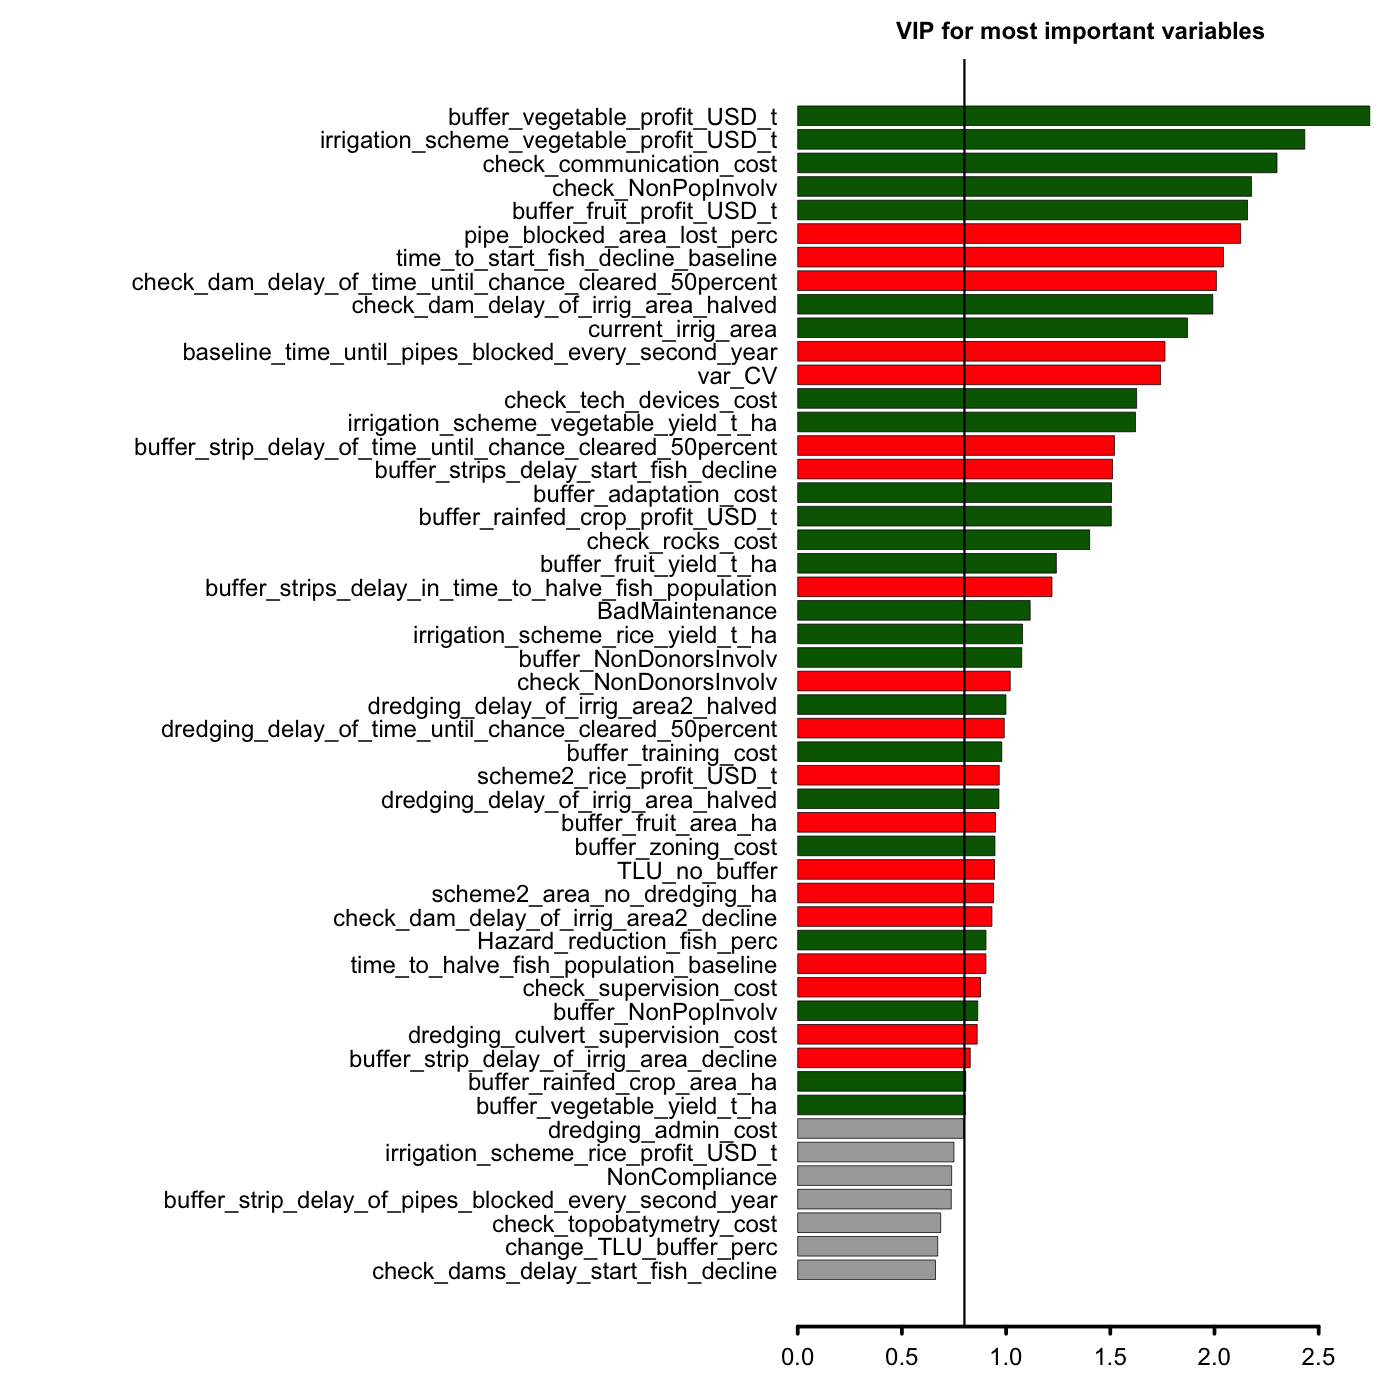 VIP for most important variables
buffer_vegetable_profit_USD_t
irrigation_scheme_vegetable_profit_USD_t
check_communication_cost
check_NonPopInvolv
buffer_fruit_profit_USD_t
pipe_blocked_area_lost_perc
time_to_start_fish_decline_baseline
check_dam_delay_of_time_until_chance_cleared_50percent
check_dam_delay_of_irrig_area_halved
current_irrig_area
baseline_time_until_pipes_blocked_every_second_year
var_CV
check_tech_devices_cost
irrigation_scheme_vegetable_yield_t_ha
buffer_strip_delay_of_time_until_chance_cleared_50percent
buffer_strips_delay_start_fish_decline
buffer_adaptation_cost
buffer_rainfed_crop_profit_USD_t
check_rocks_cost
buffer_fruit_yield_t_ha
buffer_strips_delay_in_time_to_halve_fish_population
BadMaintenance
irrigation_scheme_rice_yield_t_ha
buffer_NonDonorsInvolv
check_NonDonorsInvolv
dredging_delay_of_irrig_area2_halved
dredging_delay_of_time_until_chance_cleared_50percent
buffer_training_cost
scheme2_rice_profit_USD_t
dredging_delay_of_irrig_area_halved
buffer_fruit_area_ha
buffer_zoning_cost
TLU_no_buffer
scheme2_area_no_dredging_ha
check_dam_delay_of_irrig_area2_decline
Hazard_reduction_fish_perc
time_to_halve_fish_population_baseline
check_supervision_cost
buffer_NonPopInvolv
dredging_culvert_supervision_cost
buffer_strip_delay_of_irrig_area_decline
buffer_rainfed_crop_area_ha
buffer_vegetable_yield_t_ha
dredging_admin_cost
irrigation_scheme_rice_profit_USD_t
NonCompliance
buffer_strip_delay_of_pipes_blocked_every_second_year
check_topobatymetry_cost
change_TLU_buffer_perc
check_dams_delay_start_fish_decline
0.0 0.5 1.0 1.5 2.0 2.5